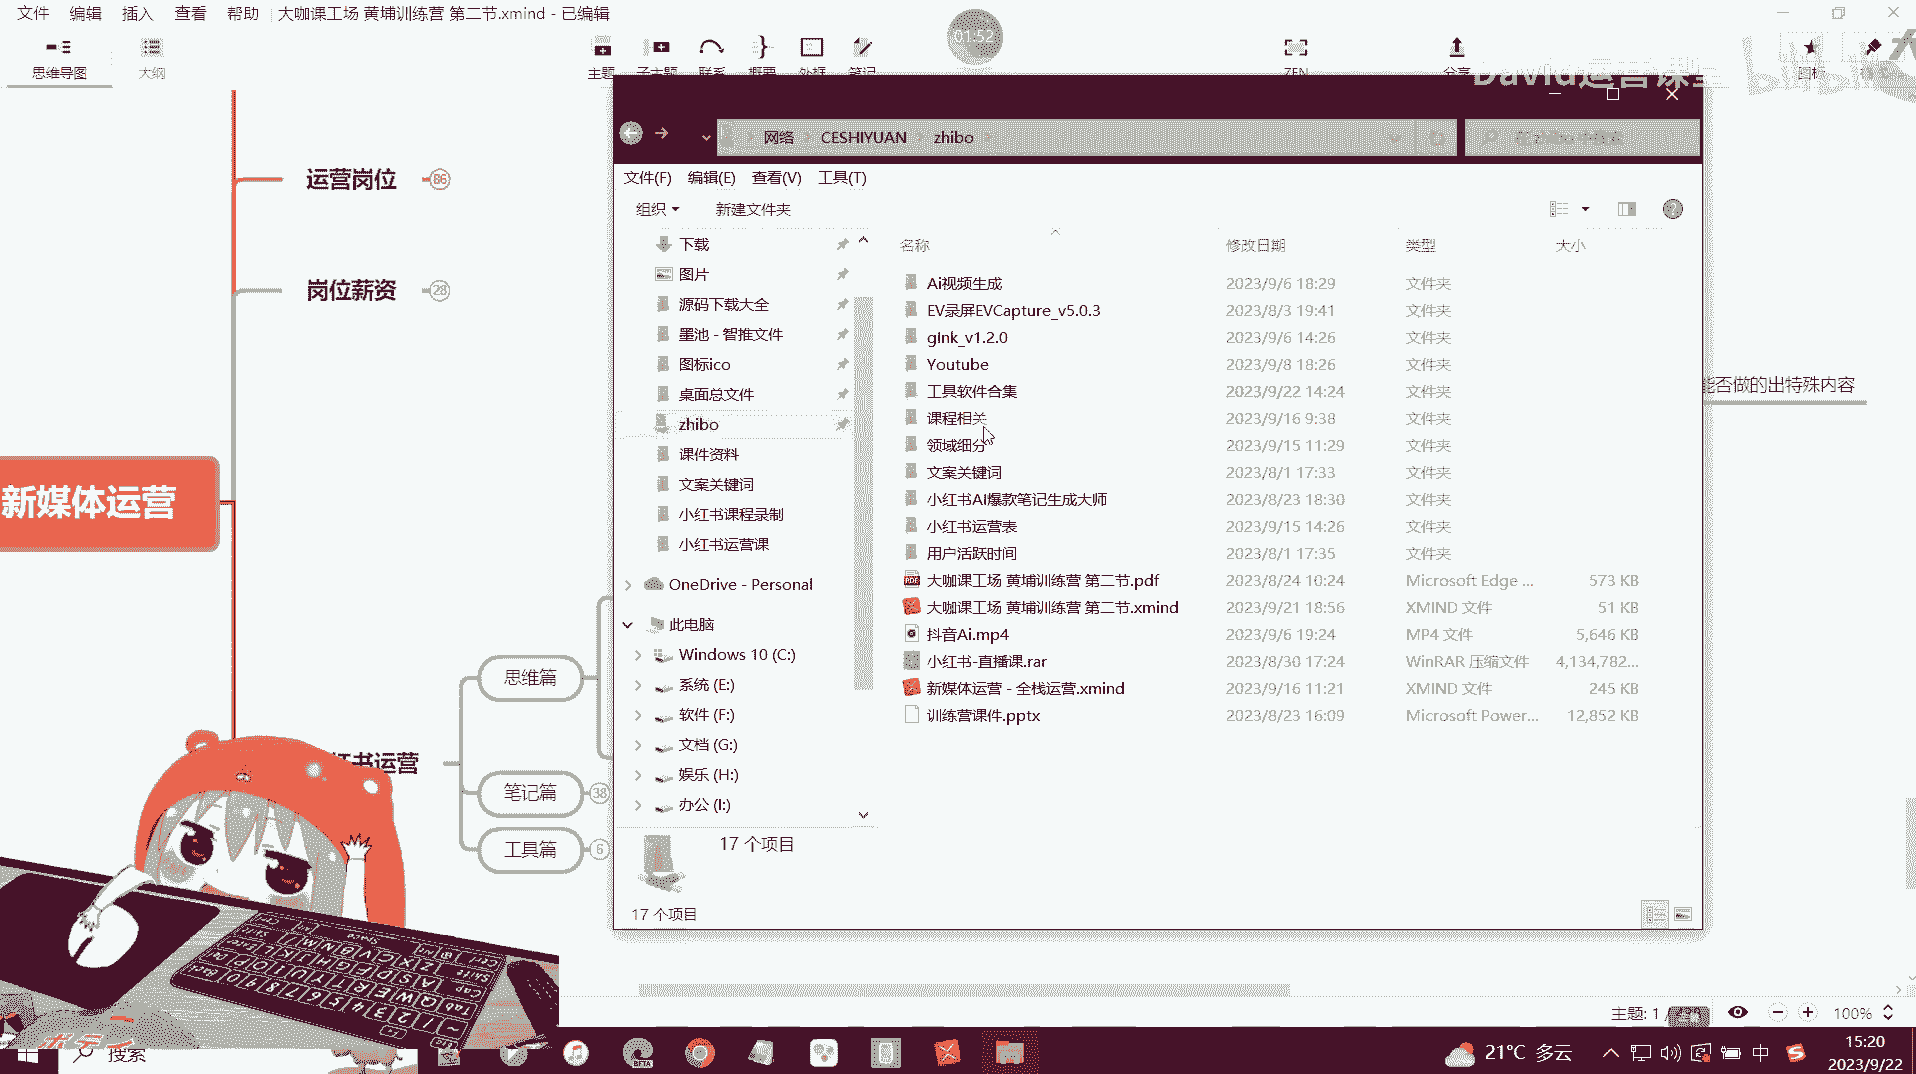 文件 编辑 插入 查看 帮助 大咖课工场 黄埔训练营 第二节.xmind - 已编辑
思维导图 大纲 主题 子主题 联系 概要 外框 笔记 01:52 ZEN 分享
David运营课堂 bilibili
网络 CESHIYUAN zhibo
文件(F) 编辑(E) 查看(V) 工具(T)
组织 新建文件夹
名称 修改日期 类型 大小
下载
图片
源码下载大全
墨池 - 智推文件
图标ico
桌面总文件
zhibo
课件资料
文案关键词
小红书课程录制
小红书运营课
OneDrive - Personal
此电脑
Windows 10 (C:)
系统 (E:)
软件 (F:)
文档 (G:)
娱乐 (H:)
办公 (I:)
Ai视频生成 2023/9/6 18:29 文件夹
EV录屏EVCapture_v5.0.3 2023/8/3 19:41 文件夹
gInk_v1.2.0 2023/9/6 14:26 文件夹
Youtube 2023/9/8 18:26 文件夹
工具软件合集 2023/9/22 14:24 文件夹
课程相关 2023/9/16 9:38 文件夹
领域细分 2023/9/15 11:29 文件夹
文案关键词 2023/8/1 17:33 文件夹
小红书AI爆款笔记生成大师 2023/8/23 18:30 文件夹
小红书运营表 2023/9/15 14:26 文件夹
用户活跃时间 2023/8/1 17:35 文件夹
大咖课工场 黄埔训练营 第二节.pdf 2023/8/24 10:24 Microsoft Edge ... 573 KB
大咖课工场 黄埔训练营 第二节.xmind 2023/9/21 18:56 XMIND 文件 51 KB
抖音Ai.mp4 2023/9/6 19:24 MP4 文件 5,646 KB
小红书-直播课.rar 2023/8/30 17:24 WinRAR 压缩文件 4,134,782...
新媒体运营 - 全栈运营.xmind 2023/9/16 11:21 XMIND 文件 245 KB
训练营课件.pptx 2023/8/23 16:09 Microsoft Power... 12,852 KB
17 个项目
17 个项目
运营岗位 86
岗位薪资 28
新媒体运营
能否做的出特殊内容
红书运营
思维篇
笔记篇 38
工具篇 6
主题: 1 / 100%
搜索
21°C 多云 中 15:20
2023/9/22